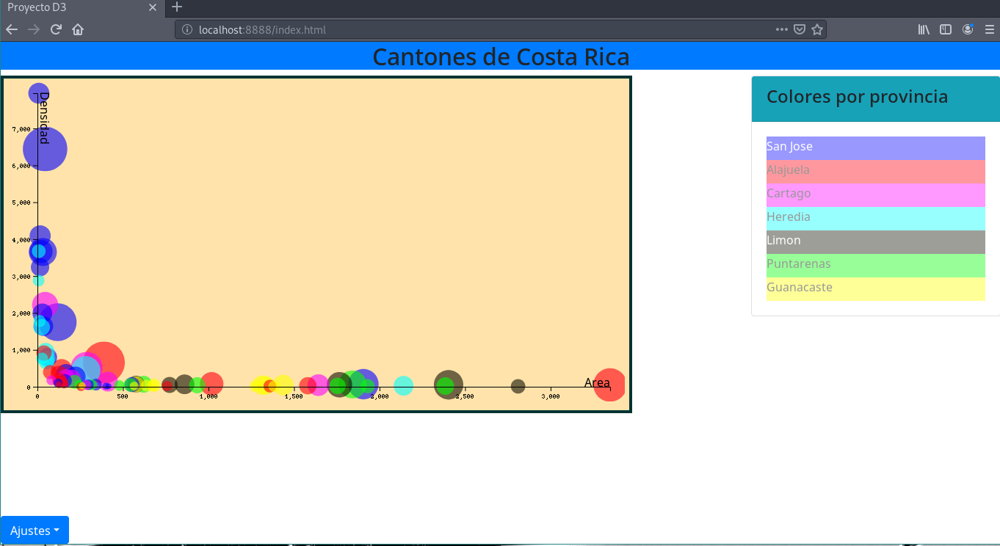 Proyecto D3
localhost:8888/index.html
Cantones de Costa Rica
Densidad
7,000
6,000
5,000
4,000
3,000
2,000
1,000
0
0
500
1,000
1,500
2,000
2,500
3,000
Area
Colores por provincia
San Jose
Alajuela
Cartago
Heredia
Limon
Puntarenas
Guanacaste
Ajustes